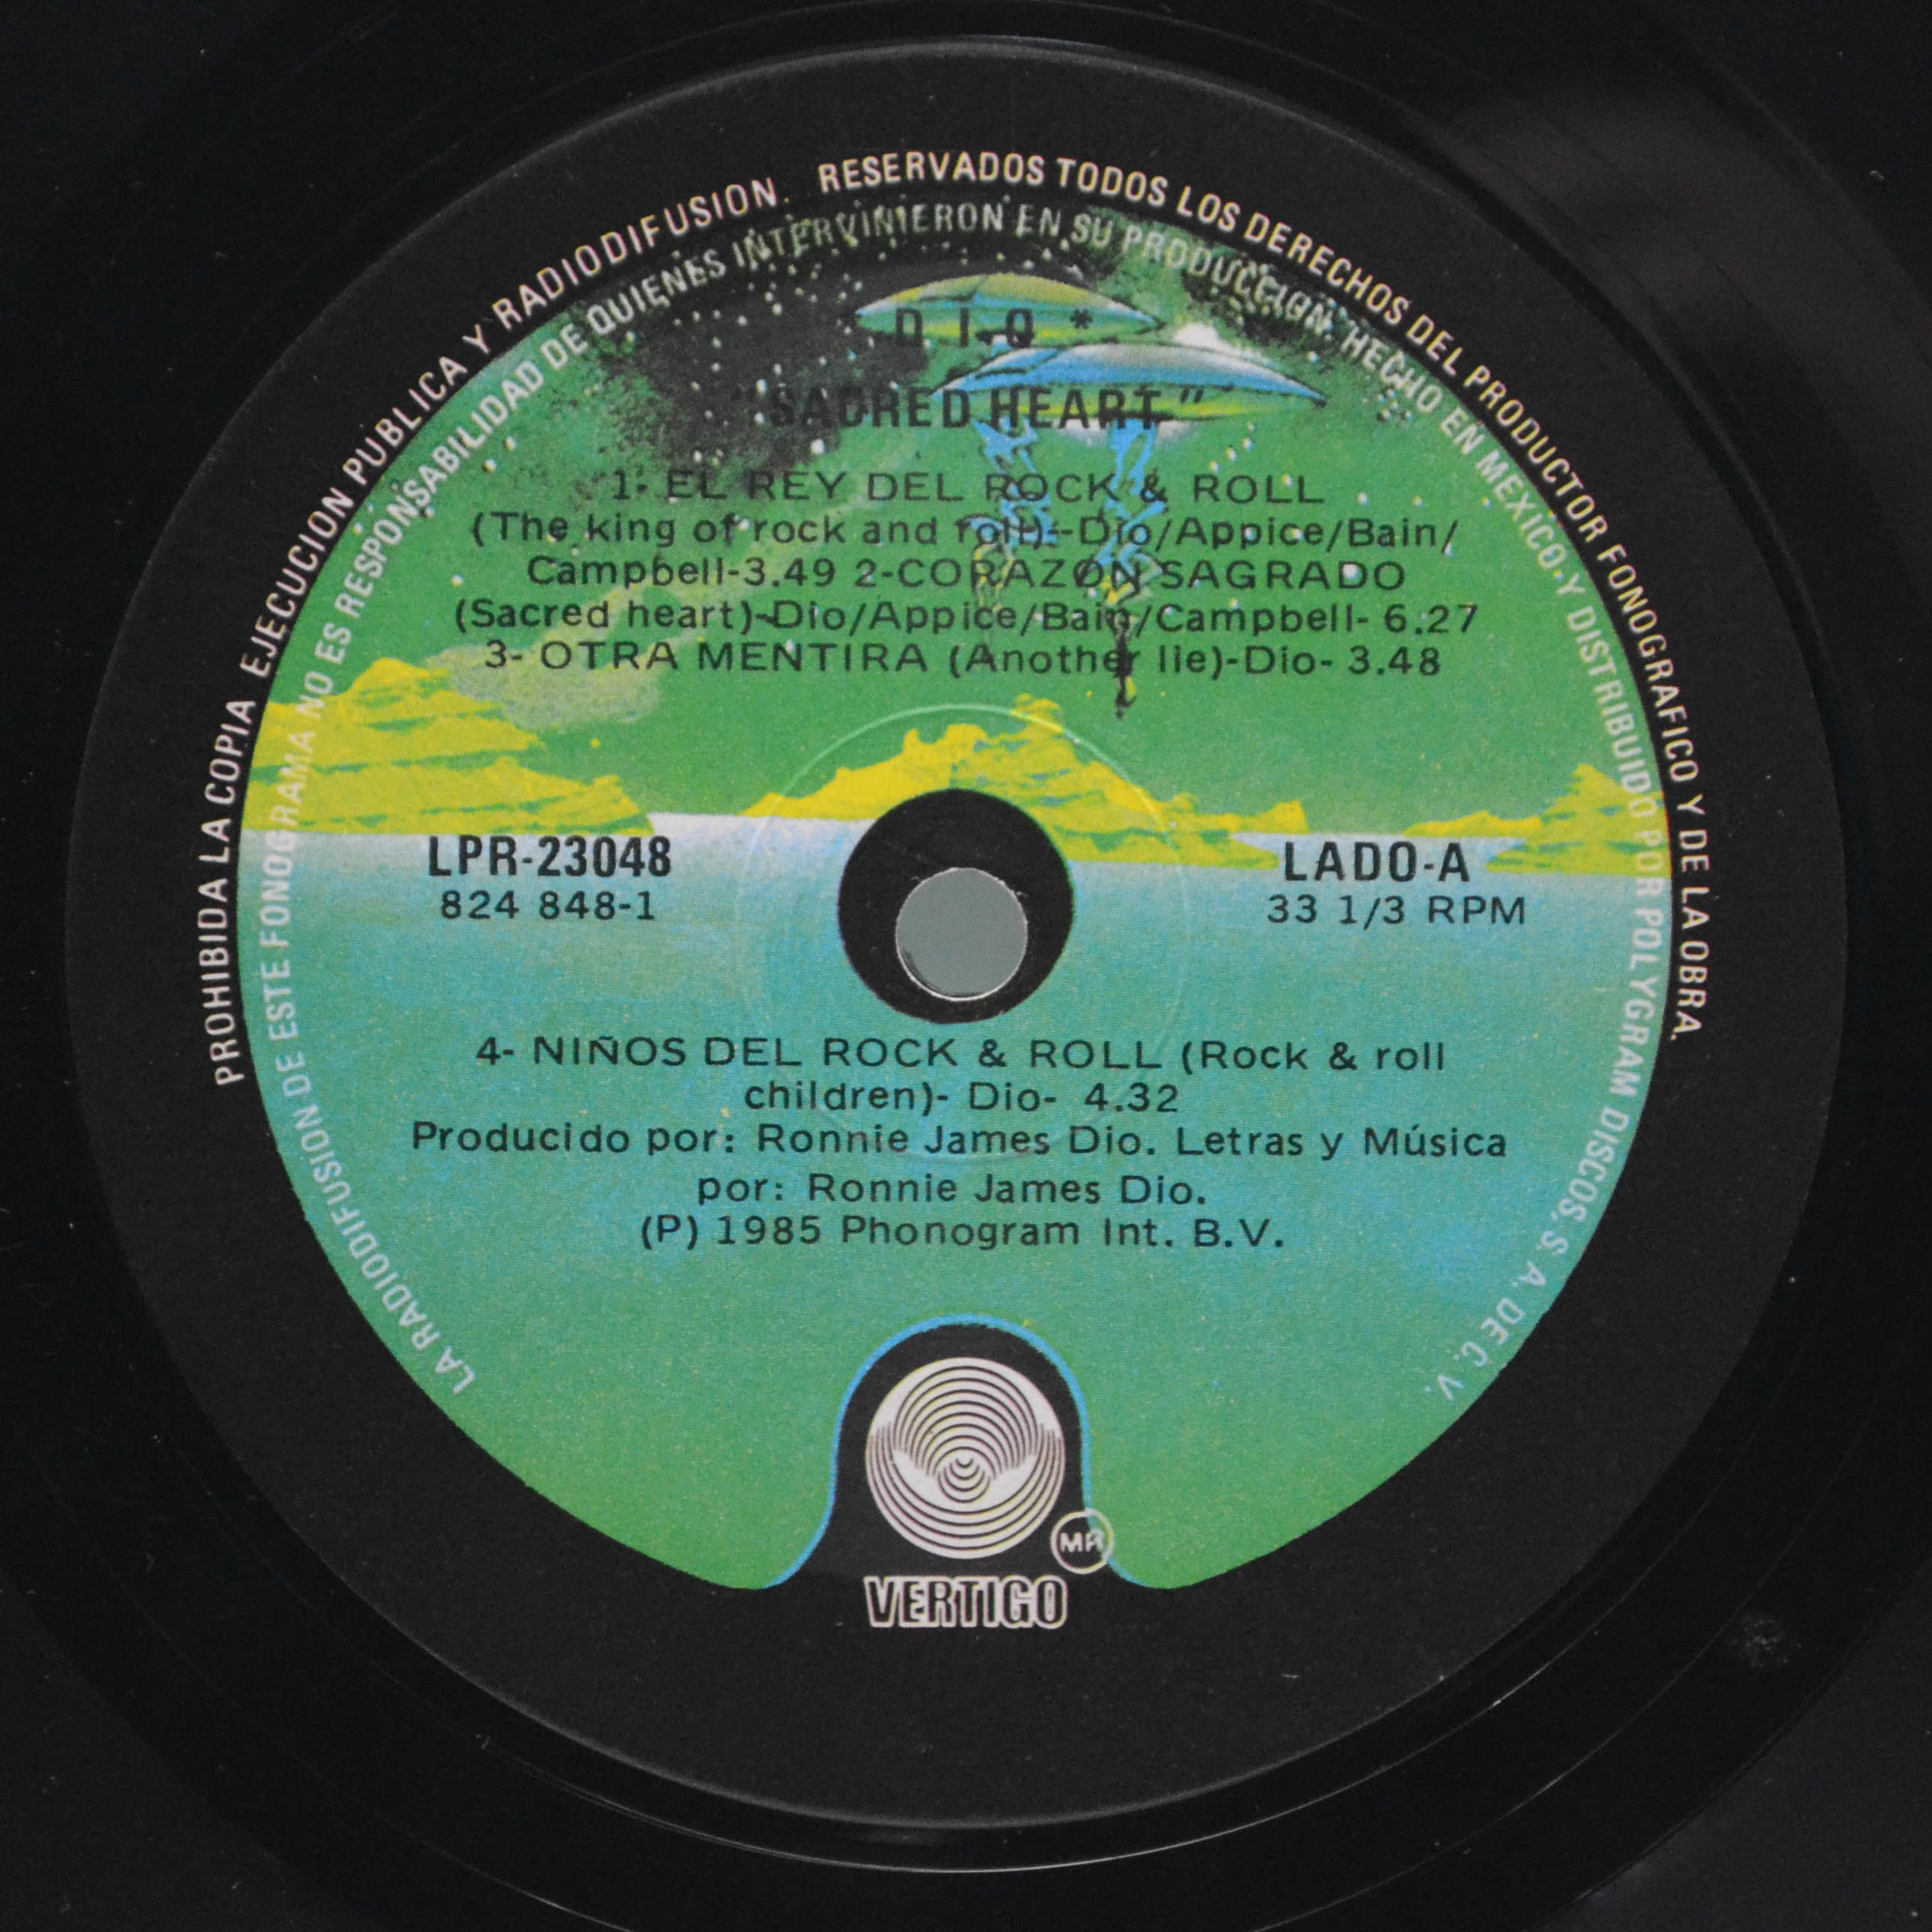 PROHIBIDA LA COPIA EJECUCION PUBLICA Y RADIODIFUSION. RESERVADOS TODOS LOS DERECHOS DEL PRODUCTOR FONOGRAFICO Y DE LA OBRA.
LA RADIODIFUSION DE ESTE FONOGRAMA NO ES RESPONSABILIDAD DE QUIENES INTERVINIERON EN SU PRODUCCION. HECHO EN MEXICO Y DISTRIBUIDO POR POLYGRAM DISCOS, S. A. DE C. V.
D I O *
"SACRED HEART"
1- EL REY DEL ROCK & ROLL
(The king of rock and roll)-Dio/Appice/Bain/
Campbell-3.49 2-CORAZON SAGRADO
(Sacred heart)-Dio/Appice/Bain/Campbell- 6.27
3- OTRA MENTIRA (Another lie)-Dio- 3.48
LPR-23048
824 848-1
LADO-A
33 1/3 RPM
4- NIÑOS DEL ROCK & ROLL (Rock & roll
children)- Dio- 4.32
Producido por: Ronnie James Dio. Letras y Música
por: Ronnie James Dio.
(P) 1985 Phonogram Int. B.V.
MR
VERTIGO